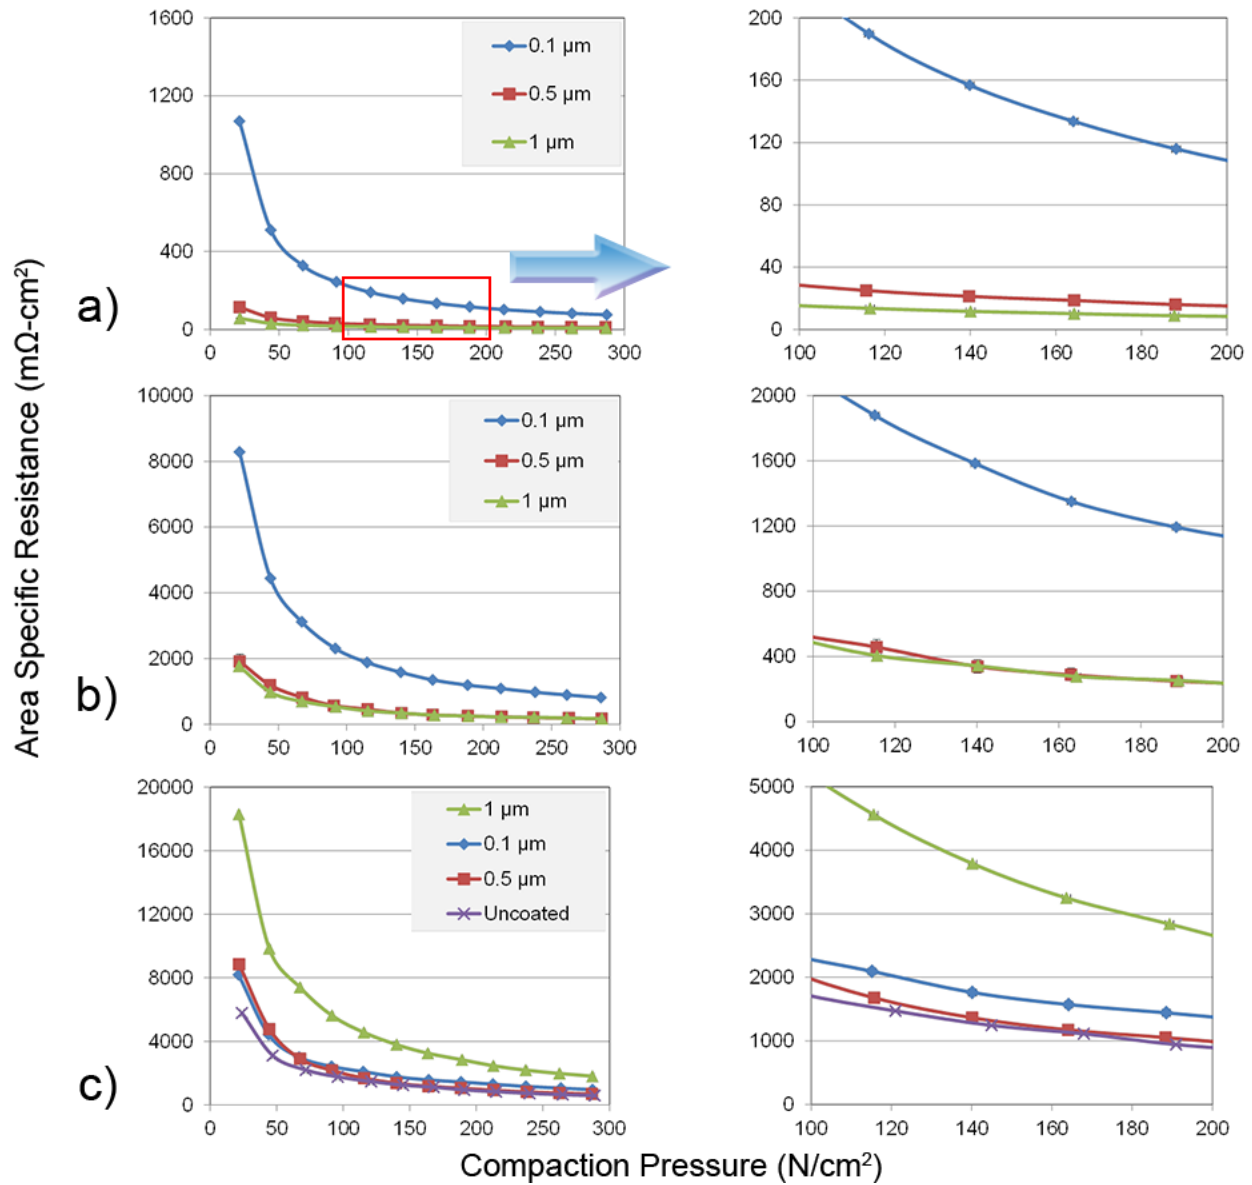 Area Specific Resistance (mΩ-cm²)
a)
1600
1200
800
400
0
0 50 100 150 200 250 300
0.1 µm
0.5 µm
1 µm
200
160
120
80
40
0
100 120 140 160 180 200
b)
10000
8000
6000
4000
2000
0
0 50 100 150 200 250 300
0.1 µm
0.5 µm
1 µm
2000
1600
1200
800
400
0
100 120 140 160 180 200
c)
20000
16000
12000
8000
4000
0
0 50 100 150 200 250 300
1 µm
0.1 µm
0.5 µm
Uncoated
5000
4000
3000
2000
1000
0
100 120 140 160 180 200
Compaction Pressure (N/cm²)